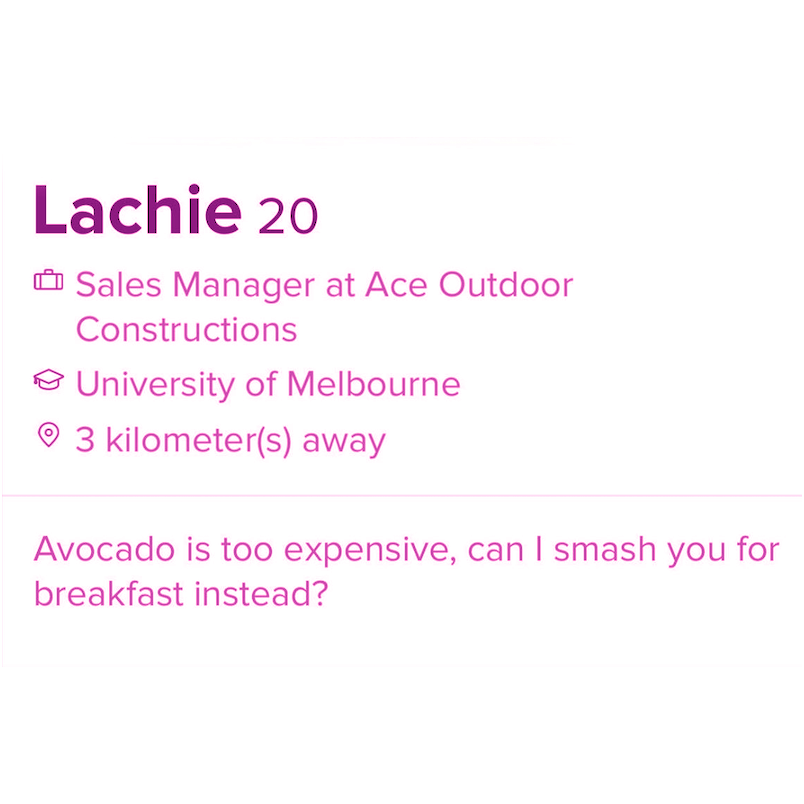 Lachie 20
Sales Manager at Ace Outdoor
Constructions
University of Melbourne
3 kilometer(s) away
Avocado is too expensive, can I smash you for
breakfast instead?